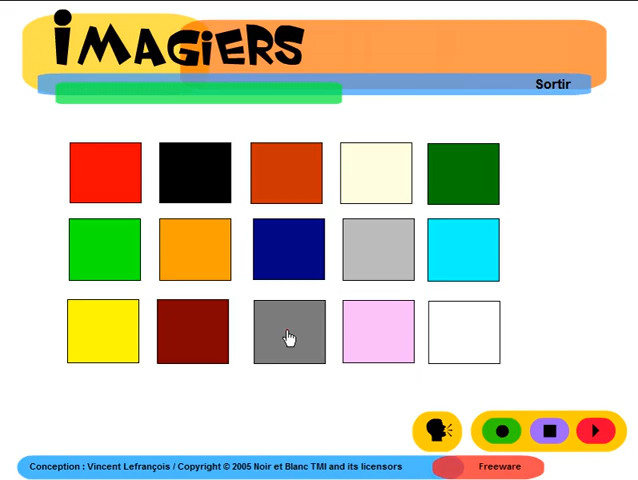 iMAGiERS
Sortir
Conception : Vincent Lefrançois / Copyright © 2005 Noir et Blanc TMI and its licensors
Freeware